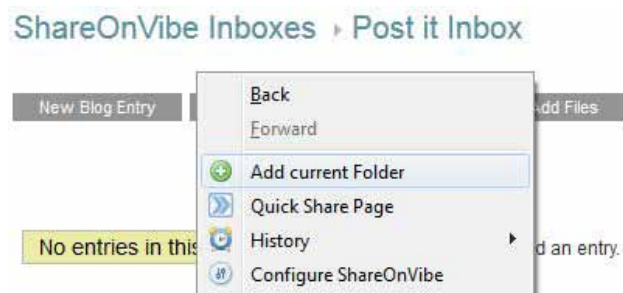 ShareOnVibe Inboxes › Post it Inbox
New Blog Entry
Back
Add Files
Forward
Add current Folder
Quick Share Page
History
No entries in this
d an entry.
Configure ShareOnVibe